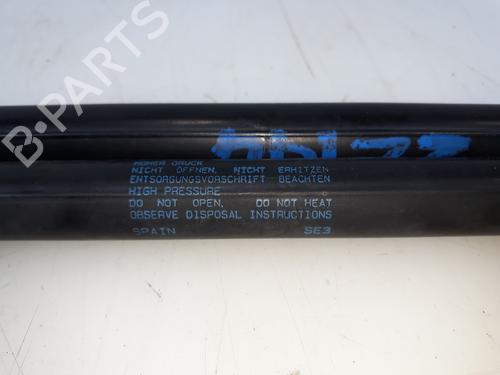 HOHER DRUCK
NICHT ÖFFNEN, NICHT ERHITZEN
ENTSORGUNGSVORSCHRIFT BEACHTEN
HIGH PRESSURE
DO NOT OPEN, DO NOT HEAT
OBSERVE DISPOSAL INSTRUCTIONS
SPAIN SE3